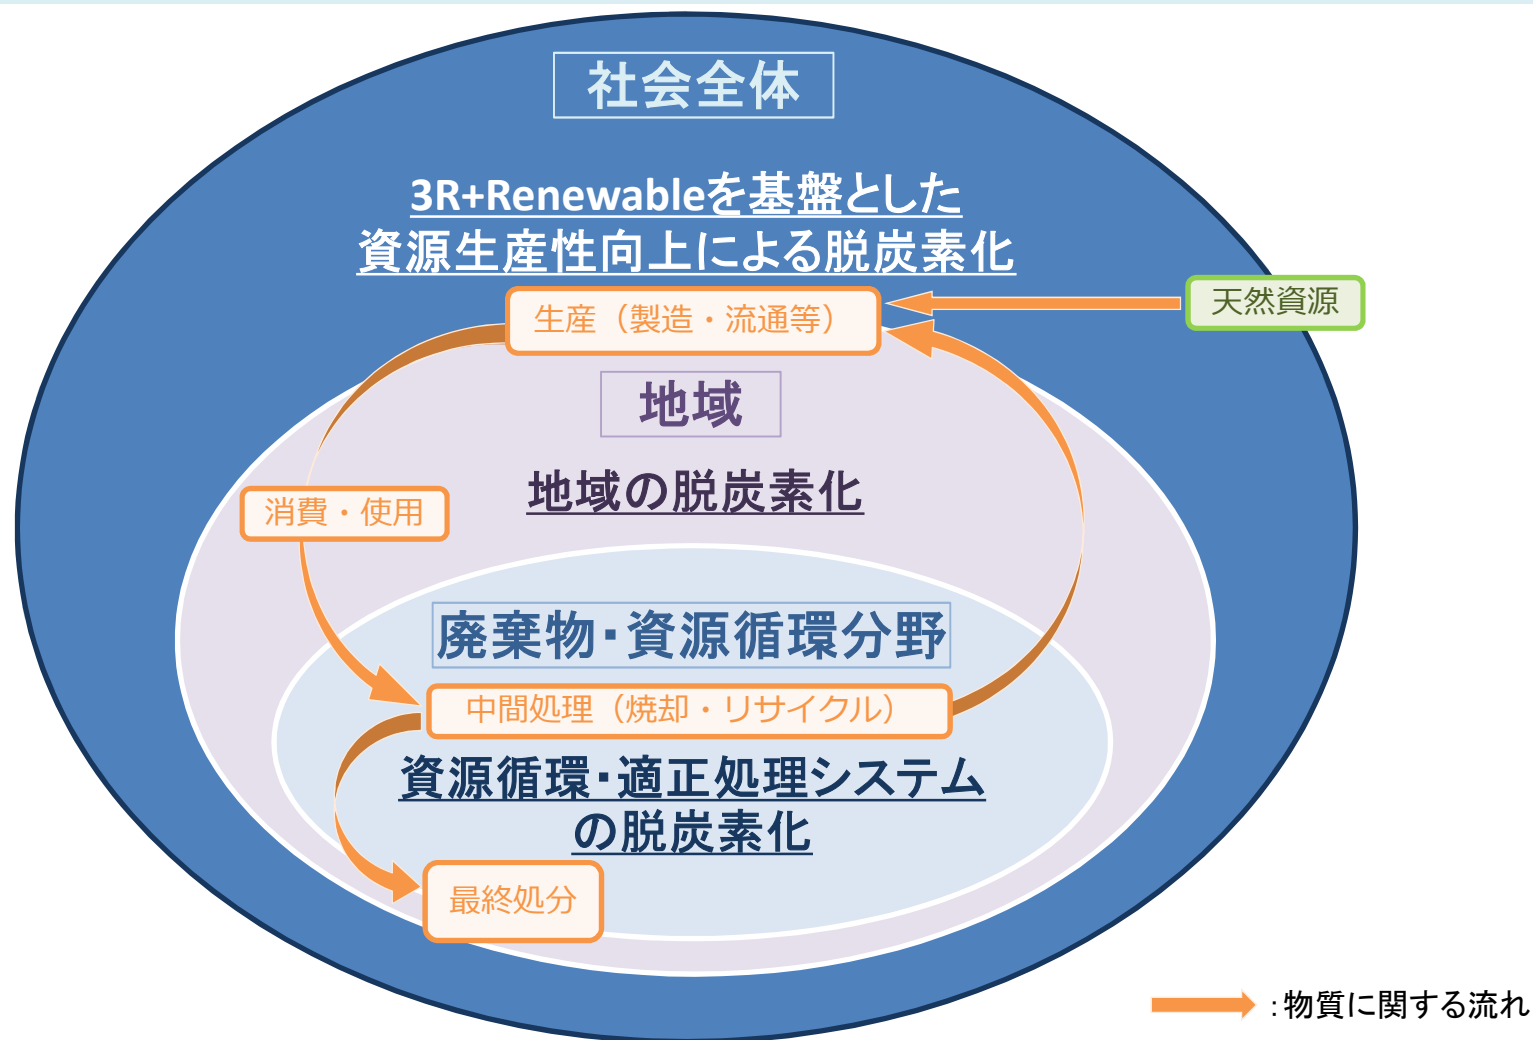 社会全体
3R+Renewableを基盤とした
資源生産性向上による脱炭素化
天然資源
生産（製造・流通等）
地域
地域の脱炭素化
消費・使用
廃棄物・資源循環分野
中間処理（焼却・リサイクル）
資源循環・適正処理システム
の脱炭素化
最終処分
：物質に関する流れ